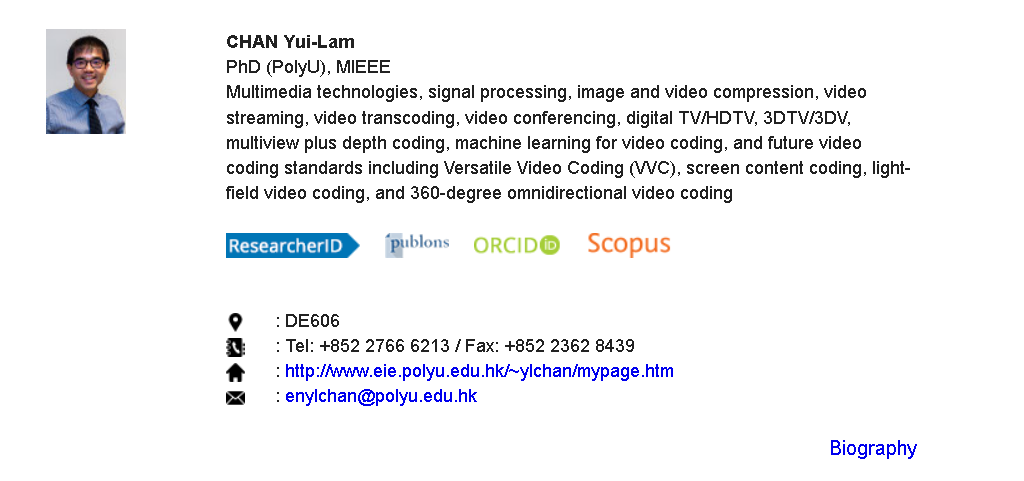 CHAN Yui-Lam
PhD (PolyU), MIEEE
Multimedia technologies, signal processing, image and video compression, video
streaming, video transcoding, video conferencing, digital TV/HDTV, 3DTV/3DV,
multiview plus depth coding, machine learning for video coding, and future video
coding standards including Versatile Video Coding (VVC), screen content coding, light-
field video coding, and 360-degree omnidirectional video coding
ResearcherID publons ORCID iD Scopus
: DE606
: Tel: +852 2766 6213 / Fax: +852 2362 8439
: http://www.eie.polyu.edu.hk/~ylchan/mypage.htm
: enylchan@polyu.edu.hk
Biography